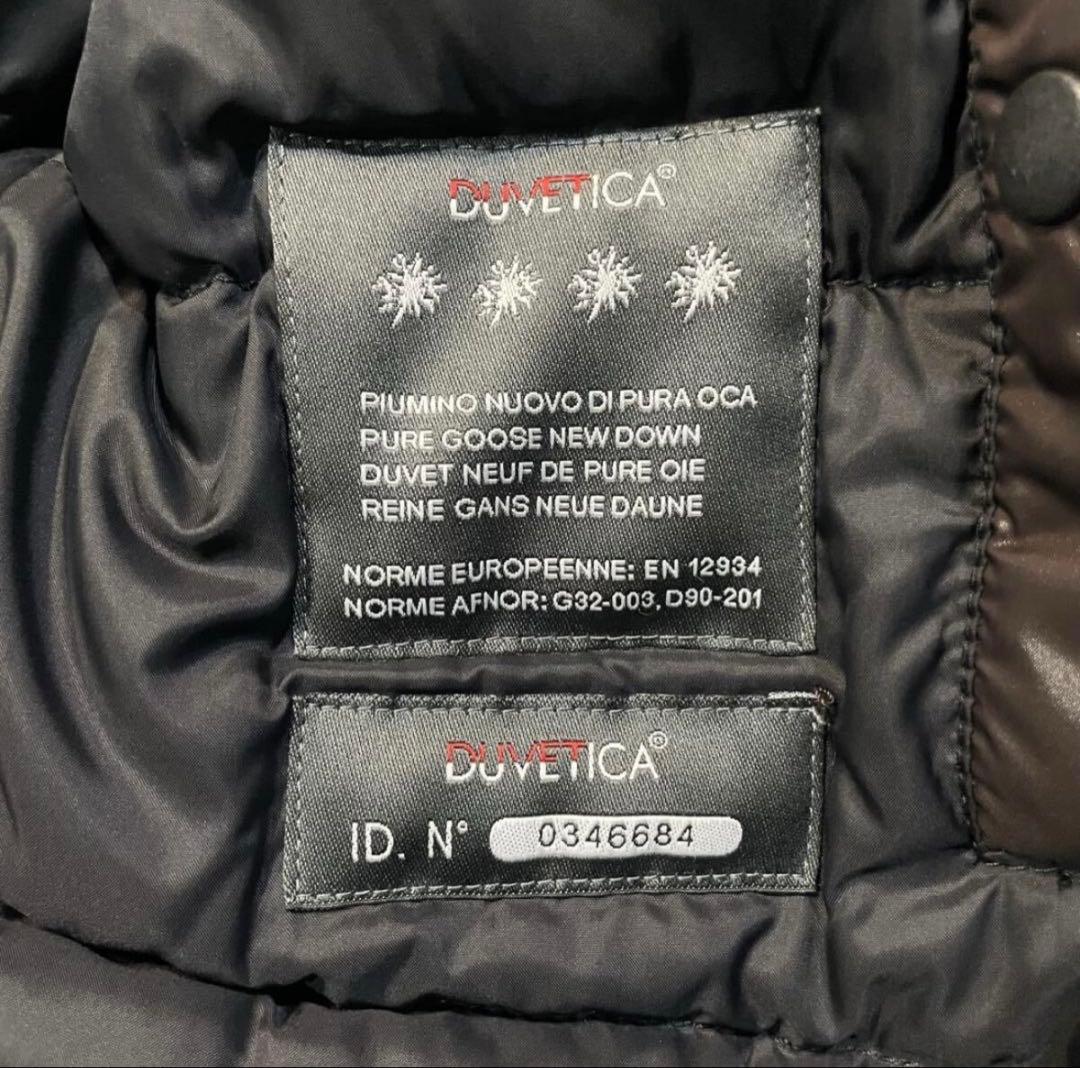 DUVETICA®
PIUMINO NUOVO DI PURA OCA
PURE GOOSE NEW DOWN
DUVET NEUF DE PURE OIE
REINE GANS NEUE DAUNE
NORME EUROPEENNE: EN 12934
NORME AFNOR: G32-003, D90-201
DUVETICA®
ID. N° 0346684